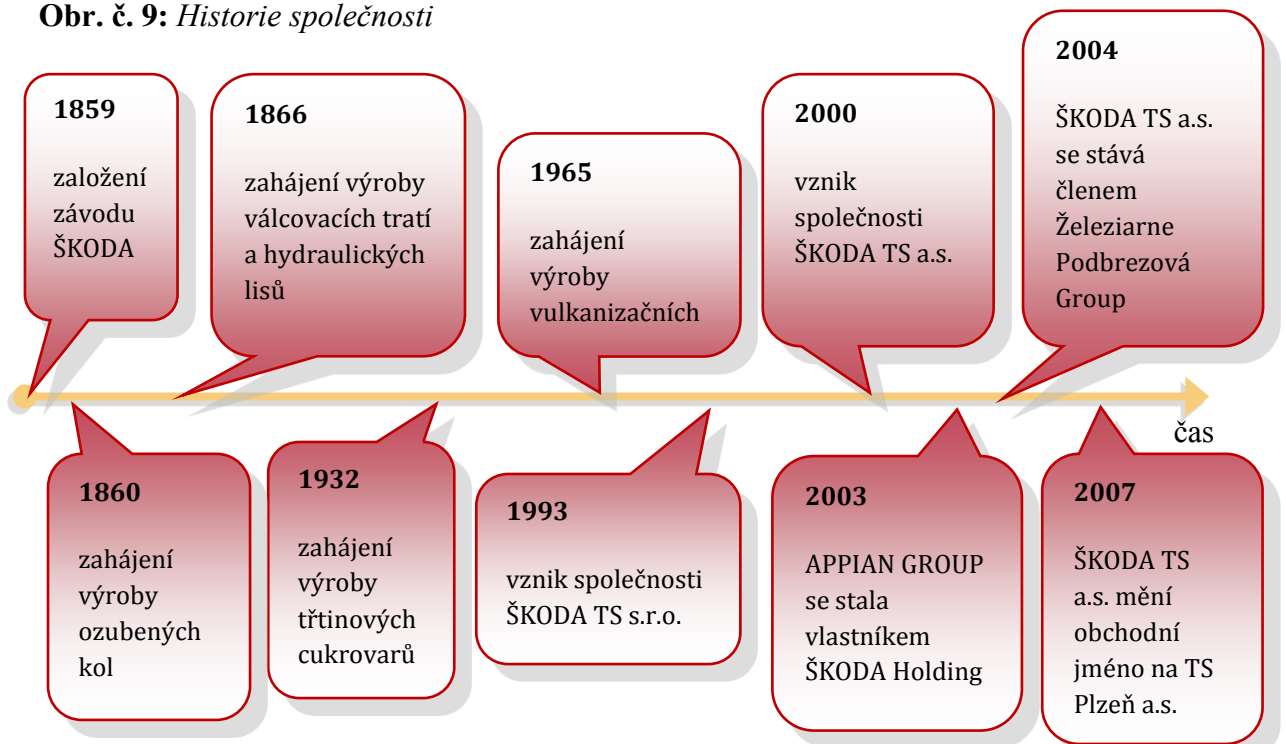 Obr. č. 9: Historie společnosti
1859
založení
závodu
ŠKODA
1866
zahájení výroby
válcovacích tratí
a hydraulických
lisů
1965
zahájení
výroby
vulkanizačních
2000
vznik
společnosti
ŠKODA TS a.s.
2004
ŠKODA TS a.s.
se stává
členem
Železiarne
Podbrezová
Group
čas
1860
zahájení
výroby
ozubených
kol
1932
zahájení
výroby
třtinových
cukrovarů
1993
vznik společnosti
ŠKODA TS s.r.o.
2003
APPIAN GROUP
se stala
vlastníkem
ŠKODA Holding
2007
ŠKODA TS
a.s. mění
obchodní
jméno na TS
Plzeň a.s.